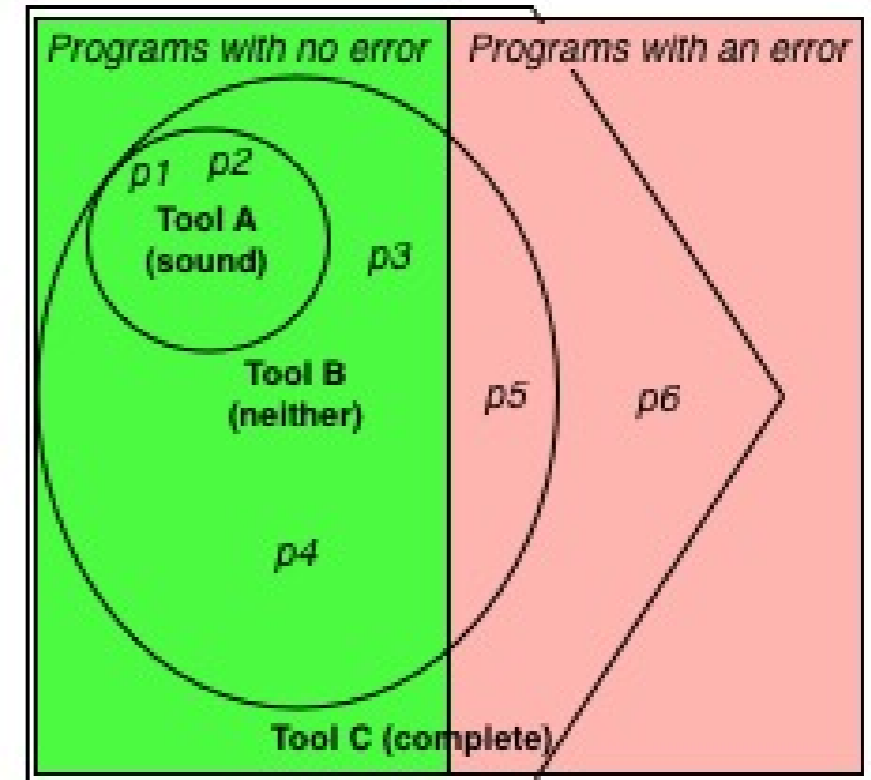 Programs with no error
Programs with an error
p1
p2
Tool A
(sound)
p3
Tool B
(neither)
p5
p6
p4
Tool C (complete)